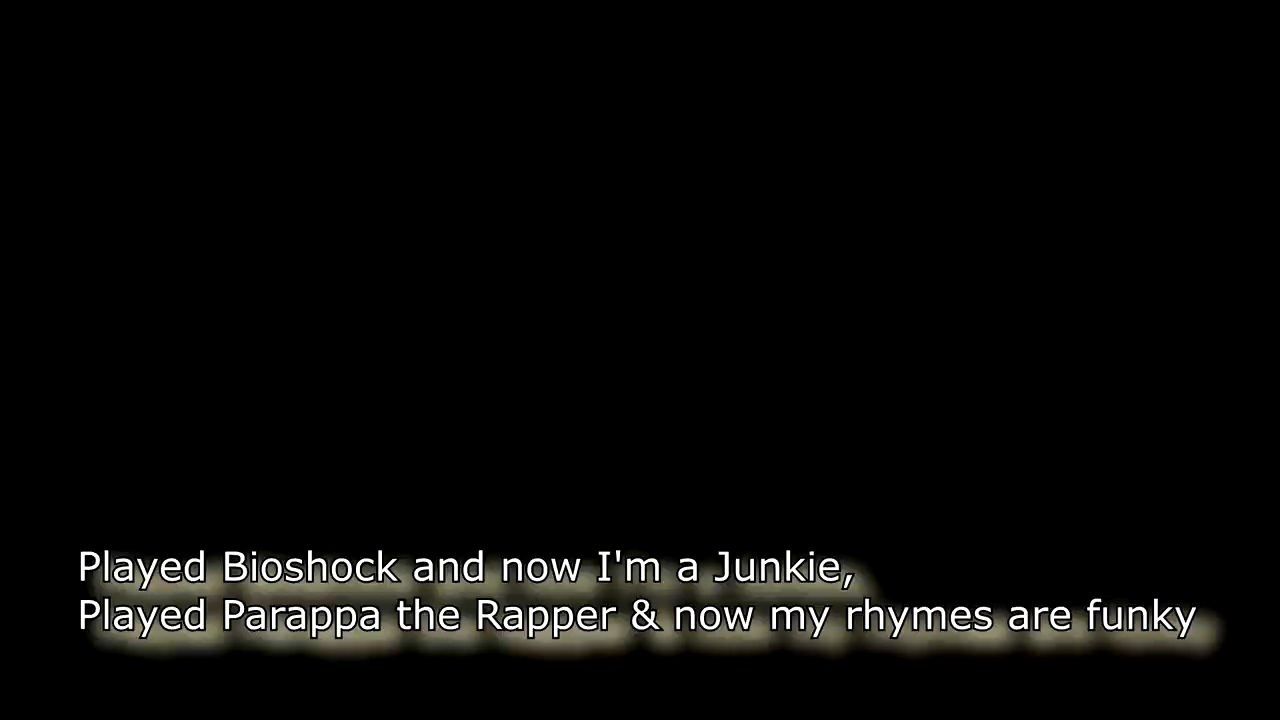 Played Bioshock and now I'm a Junkie,
Played Parappa the Rapper & now my rhymes are funky